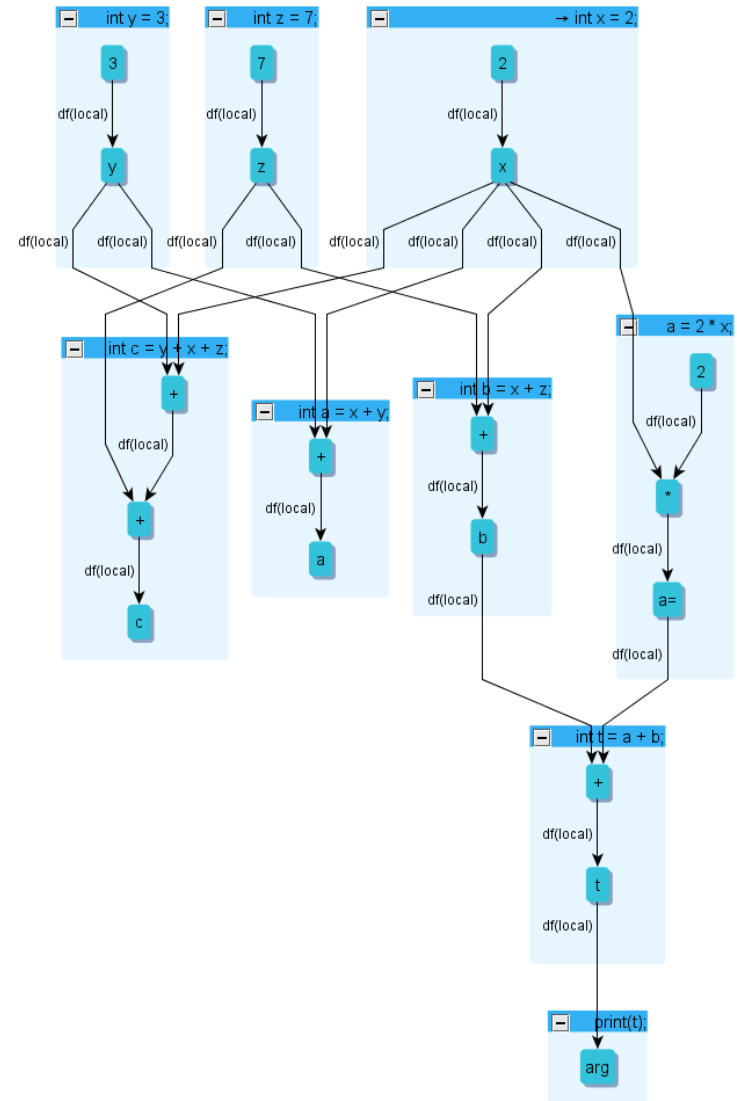 int y = 3;
int z = 7;
→ int x = 2;
3
7
2
df(local)
df(local)
df(local)
y
z
x
df(local)
df(local)
df(local)
df(local)
df(local)
df(local)
df(local)
df(local)
a = 2 * x;
int c = y + x + z;
2
int b = x + z;
+
int a = x + y;
df(local)
+
df(local)
+
df(local)
*
df(local)
+
b
df(local)
a
df(local)
df(local)
a=
c
df(local)
int t = a + b;
+
df(local)
t
df(local)
print(t);
arg